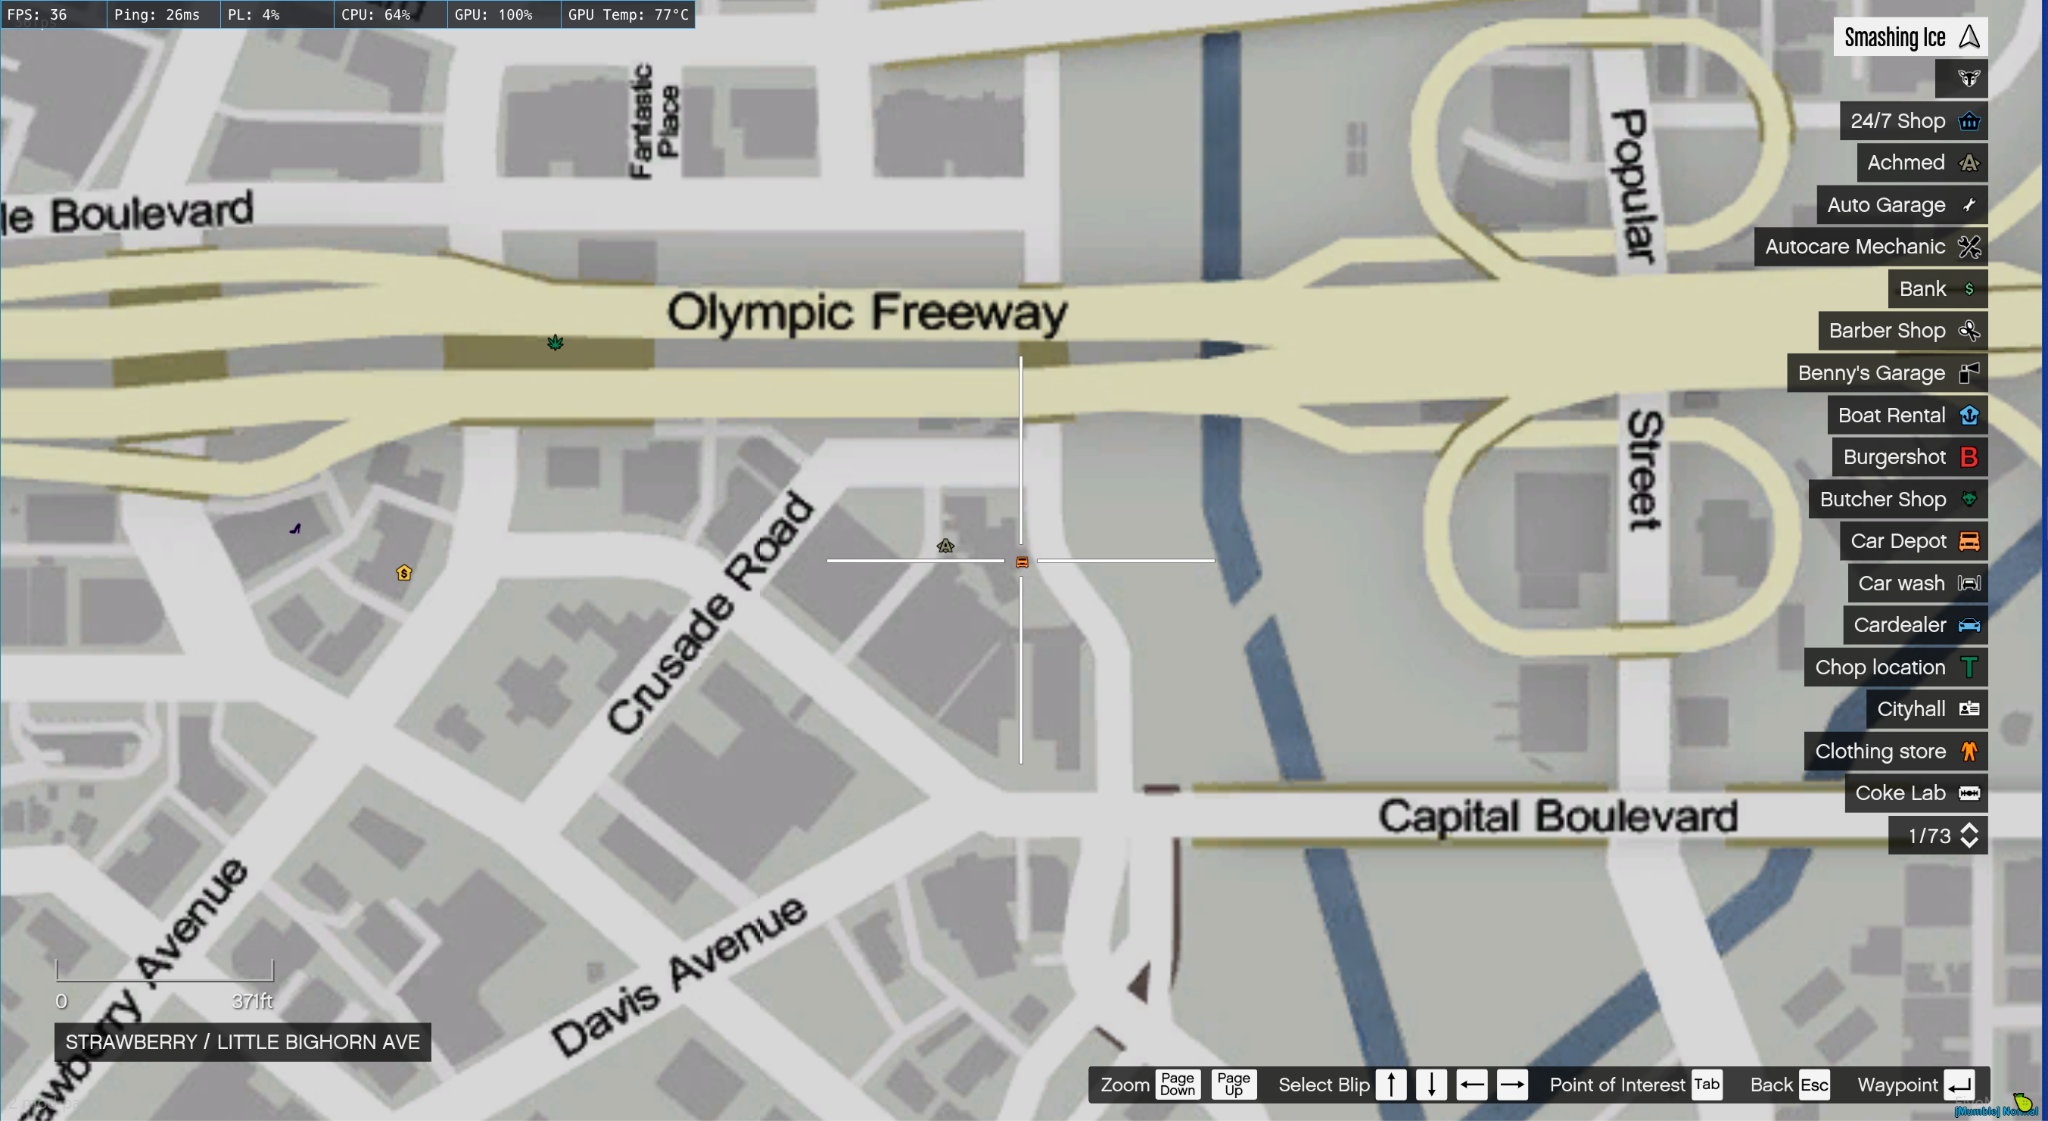 FPS: 36 Ping: 26ms PL: 4% CPU: 64% GPU: 100% GPU Temp: 77°C
Smashing Ice
24/7 Shop
Achmed
Auto Garage
Autocare Mechanic
Bank
Barber Shop
Benny's Garage
Boat Rental
Burgershot B
Butcher Shop
Car Depot
Car wash
Cardealer
Chop location T
Cityhall
Clothing store
Coke Lab
1/73
Fantastic
Place
le Boulevard
Popular
Street
Olympic Freeway
Crusade Road
Capital Boulevard
Davis Avenue
rawberry Avenue
0 371ft
STRAWBERRY / LITTLE BIGHORN AVE
Zoom Page Down Page Up Select Blip ↑ ↓ ← → Point of Interest Tab Back Esc Waypoint
[Mumble] Normal